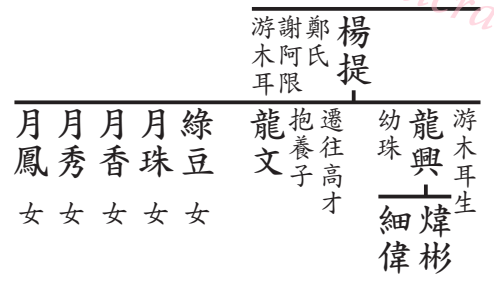 楊提
鄭氏
謝阿限
游木耳
游木耳生
龍興
幼珠
煒彬
細偉
遷往高才
抱養子
龍文
綠豆 女
月珠 女
月香 女
月秀 女
月鳳 女